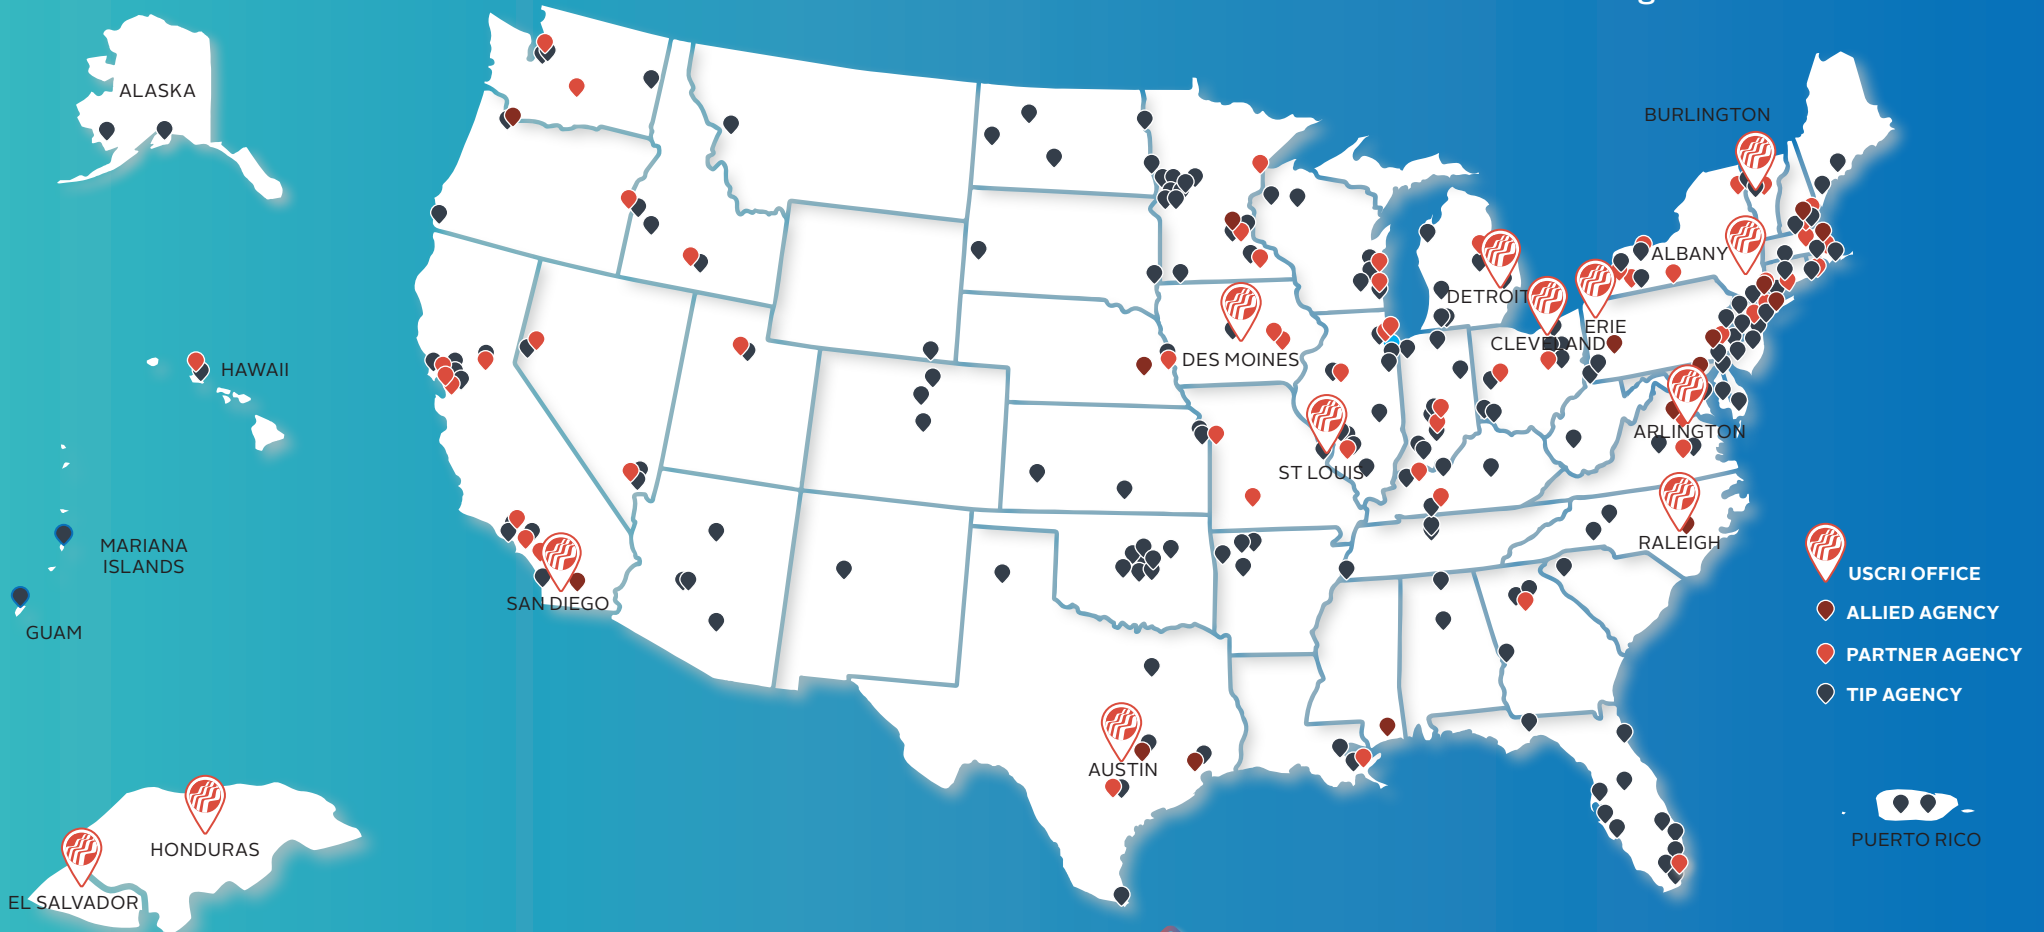 ALASKA
BURLINGTON
ALBANY
DETROIT
ERIE
CLEVELAND
DES MOINES
HAWAII
ARLINGTON
ST LOUIS
RALEIGH
MARIANA
ISLANDS
SAN DIEGO
GUAM
USCRI OFFICE
ALLIED AGENCY
PARTNER AGENCY
TIP AGENCY
AUSTIN
PUERTO RICO
HONDURAS
EL SALVADOR